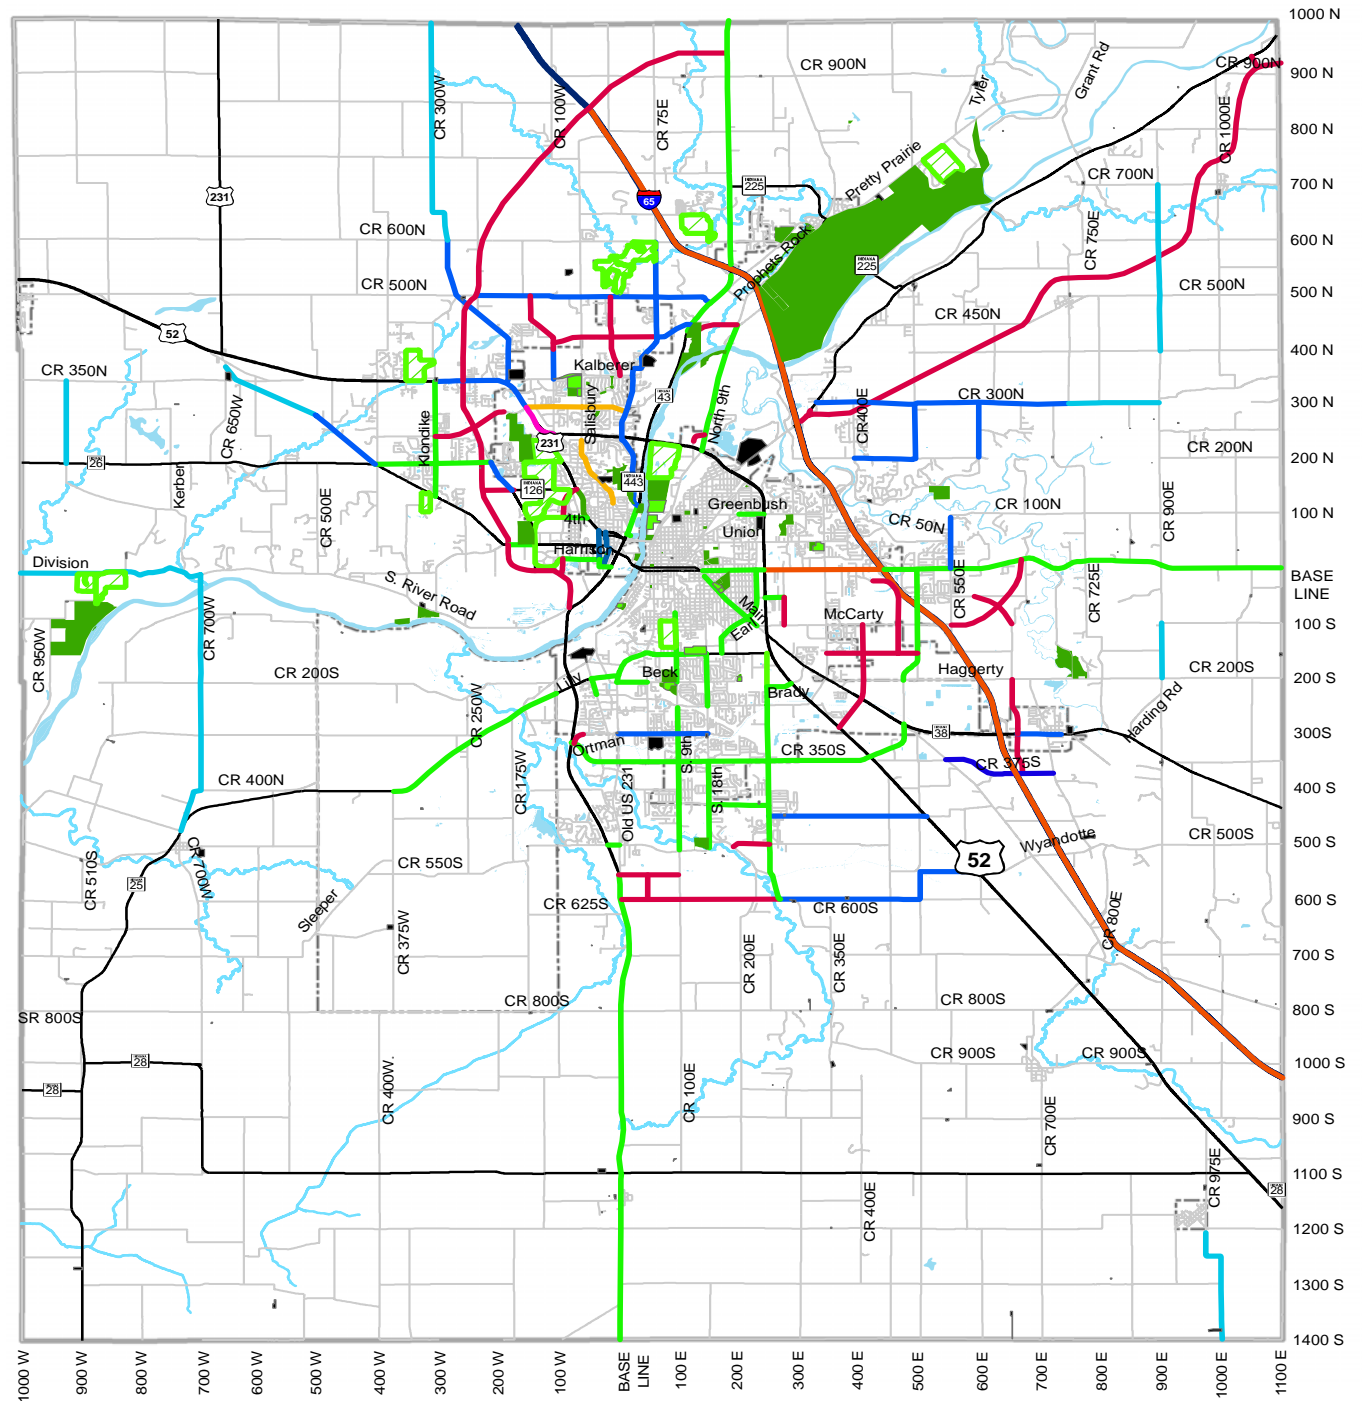 1000 N
CR 900N
CR 900N
900 N
Grant Rd
Tyler
CR 300W
CR 100W
CR 75E
CR 1000E
800 N
Pretty Prairie
CR 700N
700 N
INDIANA
225
231
65
CR 600N
CR 750E
600 N
Prophets Rock
INDIANA
225
CR 500N
CR 500N
500 N
CR 450N
52
400 N
CR 350N
Kalberer
INDIANA
43
CR 300N
300 N
CR 650W
Klondike
Salisbury
North 9th
CR400E
231
CR 200N
200 N
26
Kerber
INDIANA
126
INDIANA
443
CR 500E
Greenbush
CR 100N
CR 900E
100 N
4th
Union
CR 50N
Harrison
Division
BASE
LINE
S. River Road
CR 550E
CR 725E
Main
Earl
McCarty
100 S
CR 950W
CR 700W
CR 200S
Beck
Haggerty
CR 200S
200 S
Lilly
Brady
CR 250W
Harding Rd
Ortman
S. 9th
CR 350S
INDIANA
38
300S
CR 375S
CR 400N
CR 175W
Old US 231
S. 18th
400 S
CR 500S
500 S
Wyandotte
52
CR 510S
CR 700W
CR 550S
25
Sleeper
CR 625S
CR 600S
600 S
CR 800E
CR 375W
CR 200E
CR 350E
700 S
CR 800S
CR 800S
800 S
SR 800S
28
CR 900S
CR 900S
1000 S
28
CR 400W.
CR 100E
CR 700E
900 S
CR 975E
1100 S
28
CR 400E
1200 S
1300 S
1400 S
1000 W
900 W
800 W
700 W
600 W
500 W
400 W
300 W
200 W
100 W
BASE
LINE
100 E
200 E
300 E
400 E
500 E
600 E
700 E
800 E
900 E
1000 E
1100 E